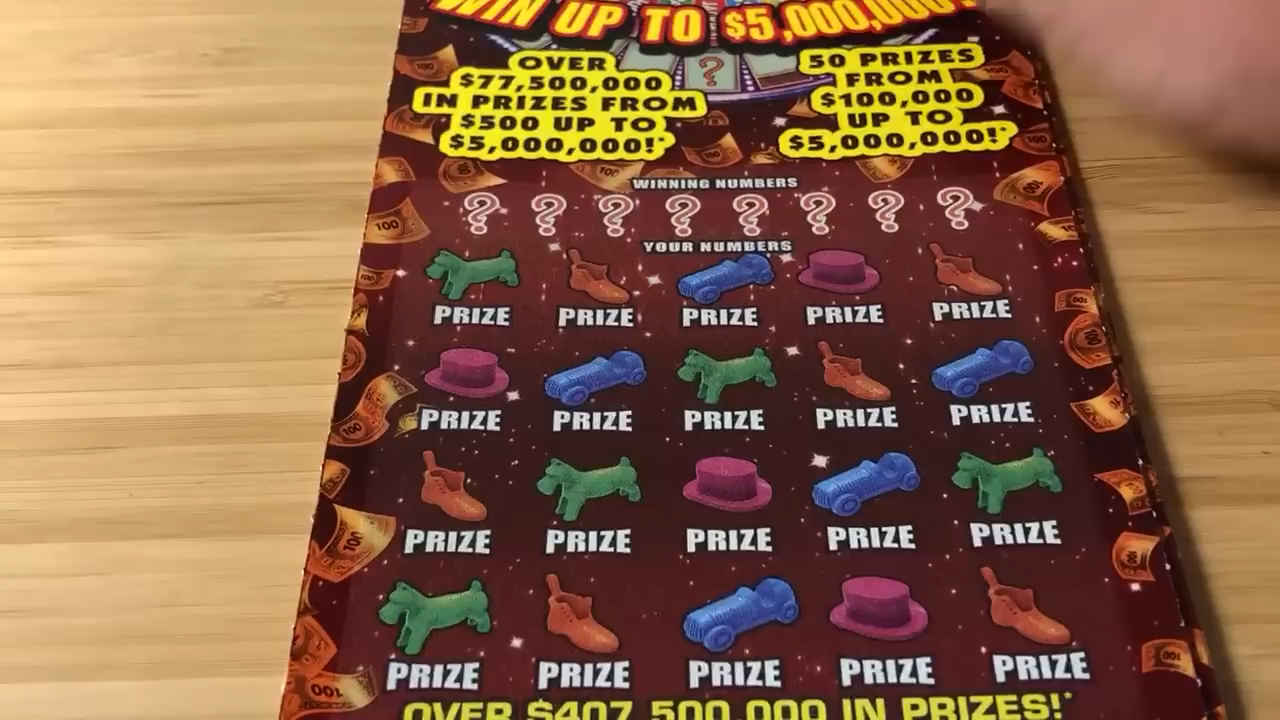 WIN UP TO $5,000,000!
OVER
$77,500,000
IN PRIZES FROM
$500 UP TO
$5,000,000!*
50 PRIZES
FROM
$100,000
UP TO
$5,000,000!*
WINNING NUMBERS
? ? ? ? ? ? ? ?
YOUR NUMBERS
PRIZE PRIZE PRIZE PRIZE PRIZE
PRIZE PRIZE PRIZE PRIZE PRIZE
PRIZE PRIZE PRIZE PRIZE PRIZE
PRIZE PRIZE PRIZE PRIZE PRIZE
OVER $407,500,000 IN PRIZES!*